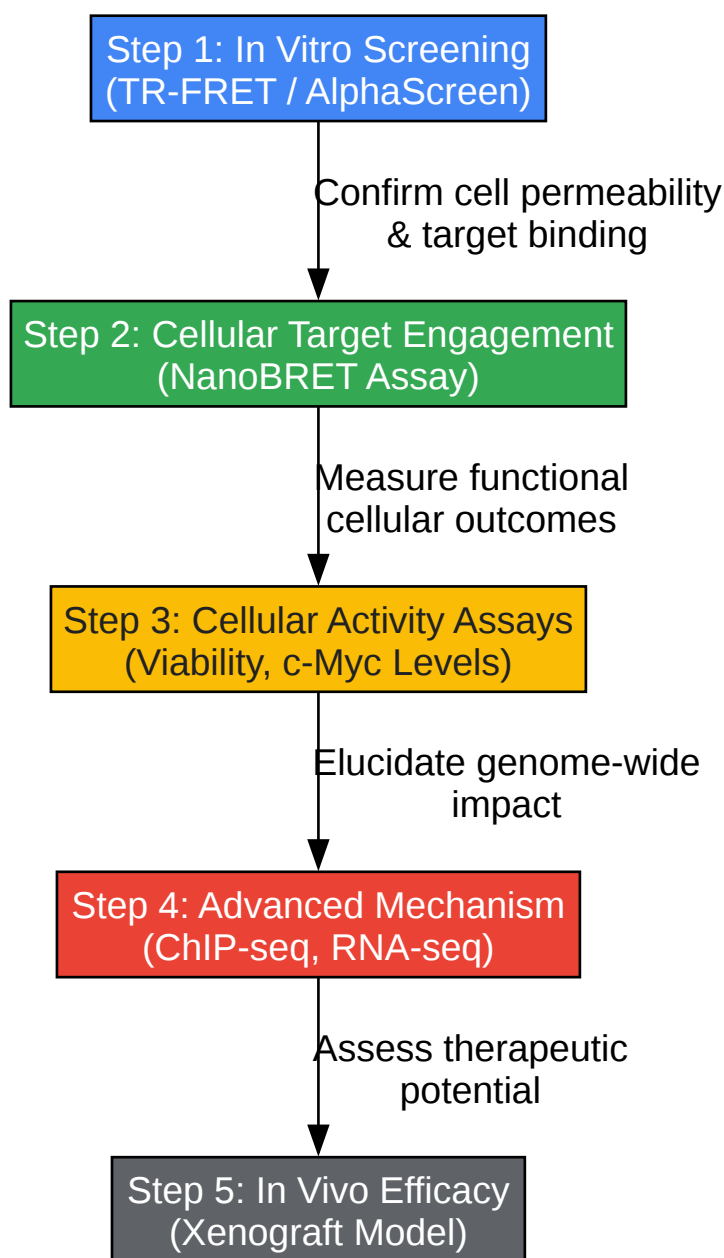 Step 1: In Vitro Screening
(TR-FRET / AlphaScreen)
Confirm cell permeability
& target binding
Step 2: Cellular Target Engagement
(NanoBRET Assay)
Measure functional
cellular outcomes
Step 3: Cellular Activity Assays
(Viability, c-Myc Levels)
Elucidate genome-wide
impact
Step 4: Advanced Mechanism
(ChIP-seq, RNA-seq)
Assess therapeutic
potential
Step 5: In Vivo Efficacy
(Xenograft Model)